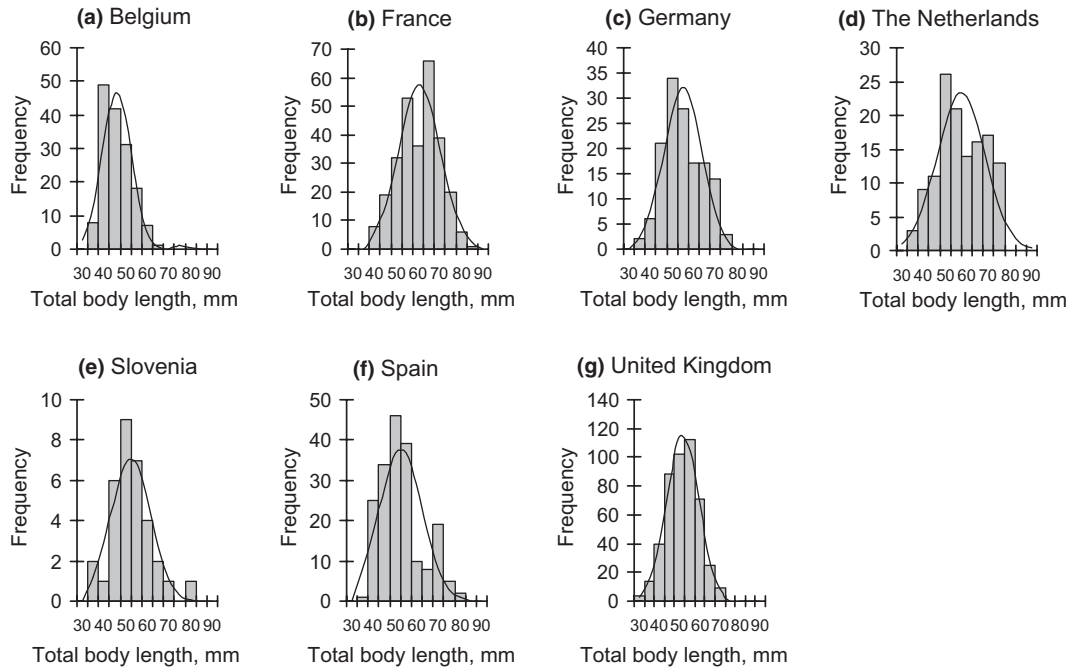 (a) Belgium
60
50
40
30
20
10
0
Frequency
30 40 50 60 70 80 90
Total body length, mm
(b) France
70
60
50
40
30
20
10
0
Frequency
30 40 50 60 70 80 90
Total body length, mm
(c) Germany
40
35
30
25
20
15
10
5
0
Frequency
30 40 50 60 70 80 90
Total body length, mm
(d) The Netherlands
30
25
20
15
10
5
0
Frequency
30 40 50 60 70 80 90
Total body length, mm
(e) Slovenia
10
8
6
4
2
0
Frequency
30 40 50 60 70 80 90
Total body length, mm
(f) Spain
50
40
30
20
10
0
Frequency
30 40 50 60 70 80 90
Total body length, mm
(g) United Kingdom
140
120
100
80
60
40
20
0
Frequency
30 40 50 60 70 80 90
Total body length, mm